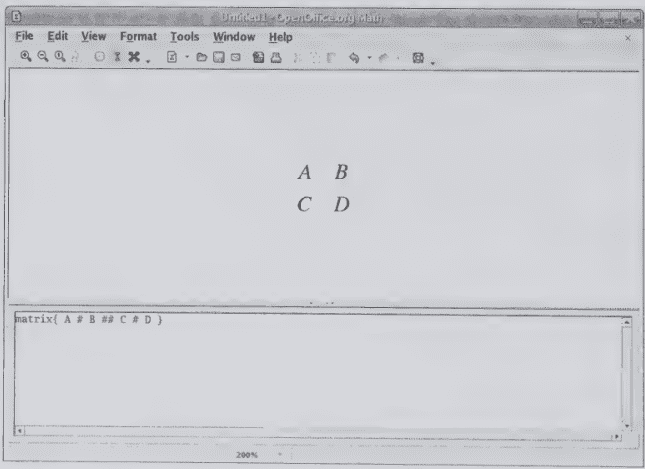 Untitled1 - OpenOffice.org Math
File Edit View Format Tools Window Help
A B
C D
matrix{ A # B ## C # D }
200%